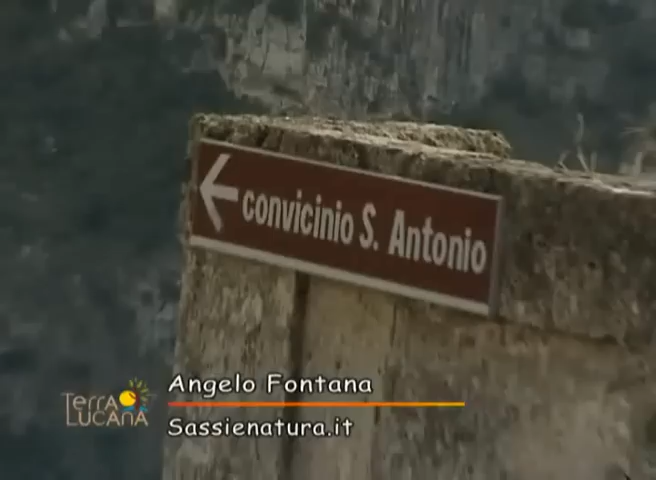 convicinio S. Antonio
Angelo Fontana
Terra
Lucana
Sassienatura.it